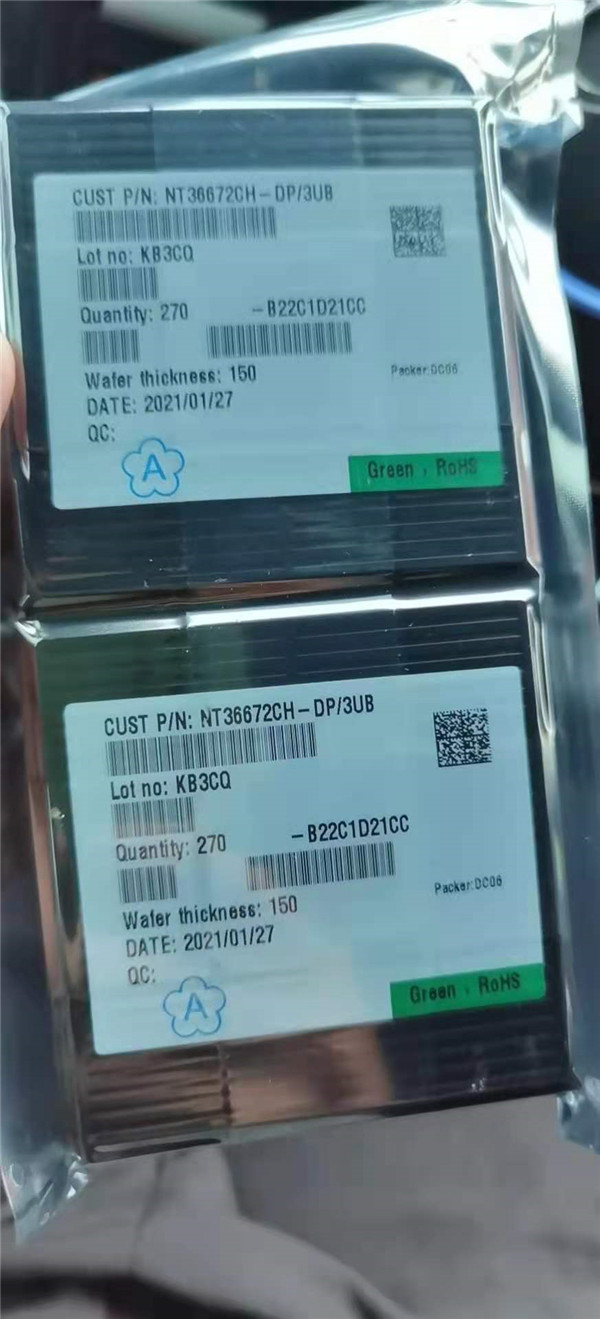 CUST P/N: NT36672CH-DP/3UB
Lot no: KB3CQ
Quantity: 270 -B22C1D21CC
Wafer thickness: 150 Packer:DC06
DATE: 2021/01/27
QC:
A
Green , RoHS
CUST P/N: NT36672CH-DP/3UB
Lot no: KB3CQ
Quantity: 270 -B22C1D21CC
Wafer thickness: 150 Packer:DC06
DATE: 2021/01/27
QC:
A
Green , RoHS